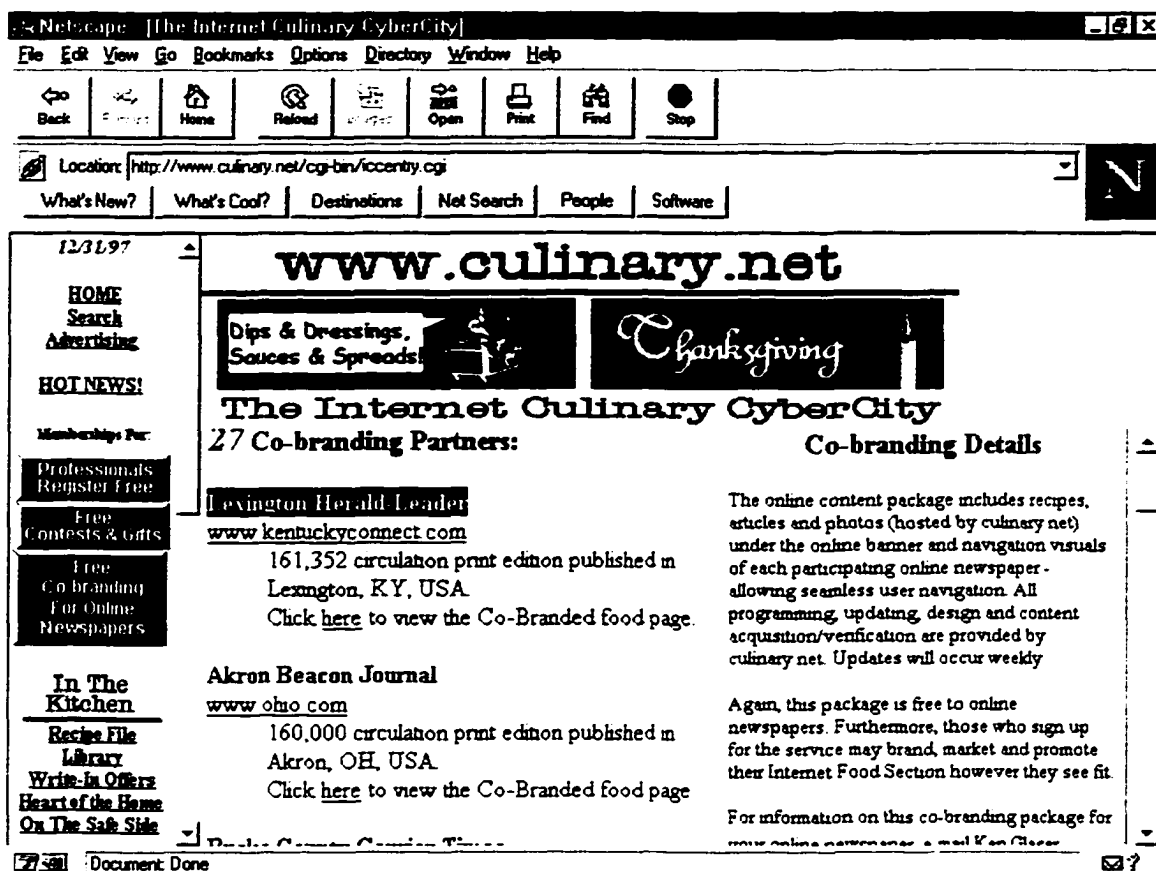 Netscape - [The Internet Culinary CyberCity]
File Edit View Go Bookmarks Options Directory Window Help
Back Home Reload Open Print Find Stop
Location: http://www.culinary.net/cgi-bin/iccentry.cgi
N
What's New? What's Cool? Destinations Net Search People Software
12/31/97
HOME
Search
Advertising
HOT NEWS!
Memberships For:
Professionals
Register Free
Free
Contests & Gifts
Free
Co-branding
For Online
Newspapers
In The
Kitchen
Recipe File
Library
Write-In Offers
Heart of the Home
On The Safe Side
www.culinary.net
Dips & Dressings,
Sauces & Spreads!
Thanksgiving
The Internet Culinary CyberCity
27 Co-branding Partners:
Lexington Herald-Leader
www.kentuckyconnect.com
161,352 circulation print edition published in
Lexington, KY, USA.
Click here to view the Co-Branded food page.
Akron Beacon Journal
www.ohio.com
160,000 circulation print edition published in
Akron, OH, USA.
Click here to view the Co-Branded food page
Co-branding Details
The online content package includes recipes,
articles and photos (hosted by culinary.net)
under the online banner and navigation visuals
of each participating online newspaper -
allowing seamless user navigation. All
programming, updating, design and content
acquisition/verification are provided by
culinary.net. Updates will occur weekly
Again, this package is free to online
newspapers. Furthermore, those who sign up
for the service may brand, market and promote
their Internet Food Section however they see fit.
For information on this co-branding package for
your online newspaper, e-mail Ken Glaser
Document: Done